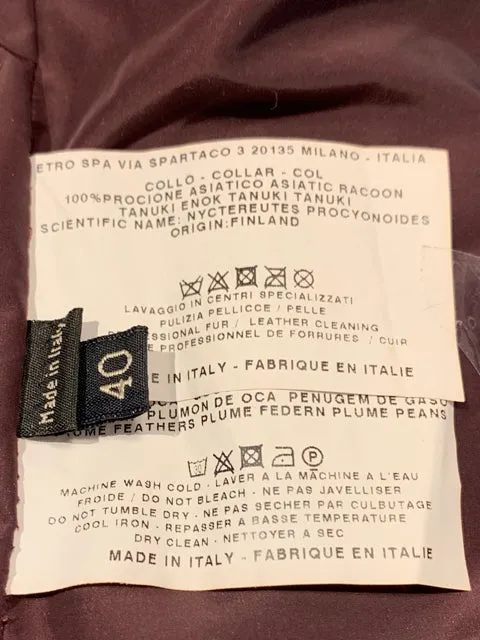 ETRO SPA VIA SPARTACO 3 20135 MILANO - ITALIA
COLLO - COLLAR - COL
100%PROCIONE ASIATICO ASIATIC RACOON
TANUKI ENOK TANUKI TANUKI
SCIENTIFIC NAME: NYCTEREUTES PROCYONOIDES
ORIGIN:FINLAND
LAVAGGIO IN CENTRI SPECIALIZZATI
PULIZIA PELLICCE / PELLE
FUR / LEATHER CLEANING
PROFESSIONNEL DE FORRURES / CUIR
IN ITALY - FABRIQUE EN ITALIE
Made in Italy
40
PLUMON DE OCA PENUGEM DE
FEATHERS PLUME FEDERN PLUME PEANS
P
MACHINE WASH COLD - LAVER A LA MACHINE A L'EAU
FROIDE / DO NOT BLEACH - NE PAS JAVELLISER
DO NOT TUMBLE DRY - NE PAS SECHER PAR CULBUTAGE
COOL IRON - REPASSER A BASSE TEMPERATURE
DRY CLEAN - NETTOYER A SEC
MADE IN ITALY - FABRIQUE EN ITALIE